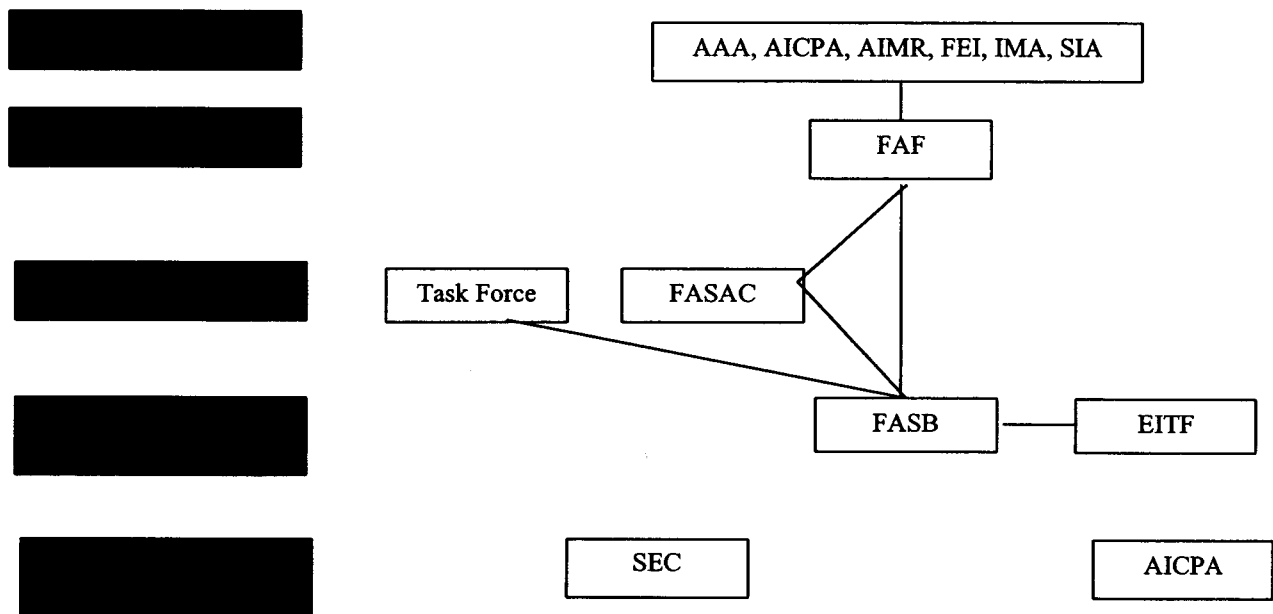 AAA, AICPA, AIMR, FEI, IMA, SIA
FAF
Task Force
FASAC
FASB
EITF
SEC
AICPA